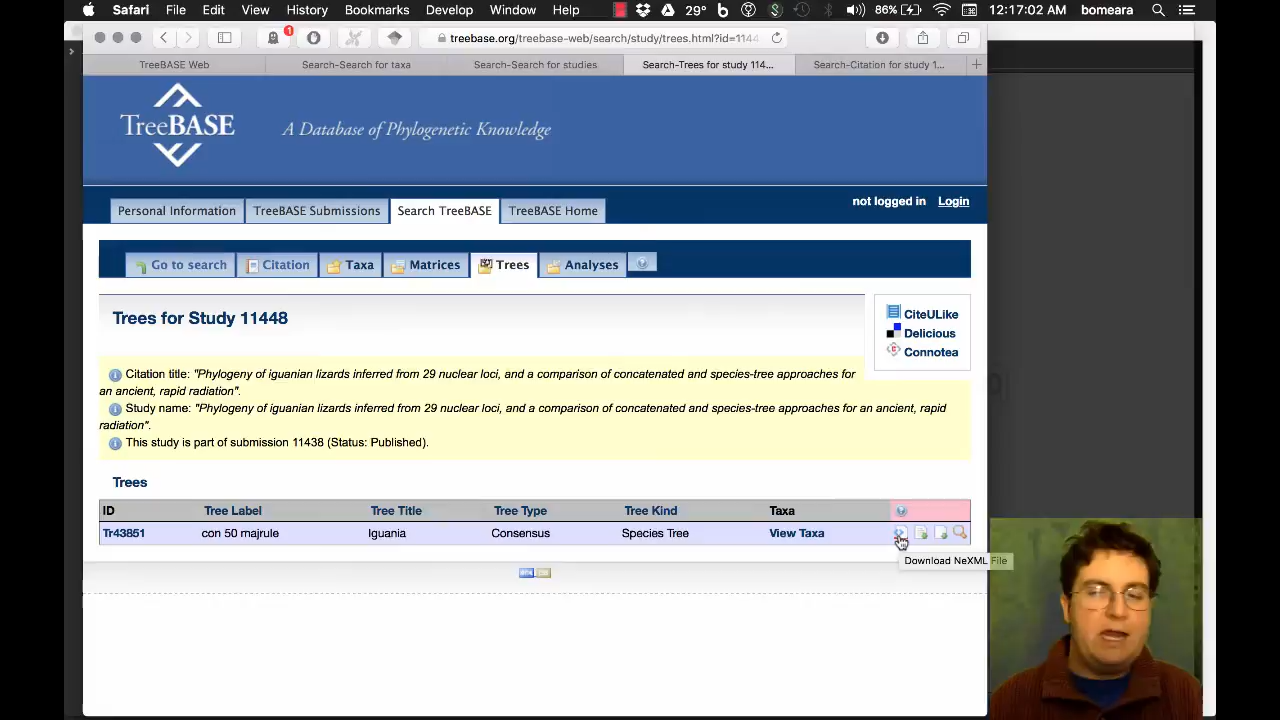 Safari File Edit View History Bookmarks Develop Window Help 29° 86% 12:17:02 AM bomeara
1
treebase.org/treebase-web/search/study/trees.html?id=1144
TreeBASE Web Search-Search for taxa Search-Search for studies Search-Trees for study 114... Search-Citation for study 1...
TreeBASE A Database of Phylogenetic Knowledge
Personal Information TreeBASE Submissions Search TreeBASE TreeBASE Home not logged in Login
Go to search Citation Taxa Matrices Trees Analyses
Trees for Study 11448
CiteULike
Delicious
Connotea
Citation title: "Phylogeny of iguanian lizards inferred from 29 nuclear loci, and a comparison of concatenated and species-tree approaches for
an ancient, rapid radiation".
Study name: "Phylogeny of iguanian lizards inferred from 29 nuclear loci, and a comparison of concatenated and species-tree approaches for an ancient, rapid
radiation".
This study is part of submission 11438 (Status: Published).
Trees
ID Tree Label Tree Title Tree Type Tree Kind Taxa
Tr43851 con 50 majrule Iguania Consensus Species Tree View Taxa
Download NeXML File